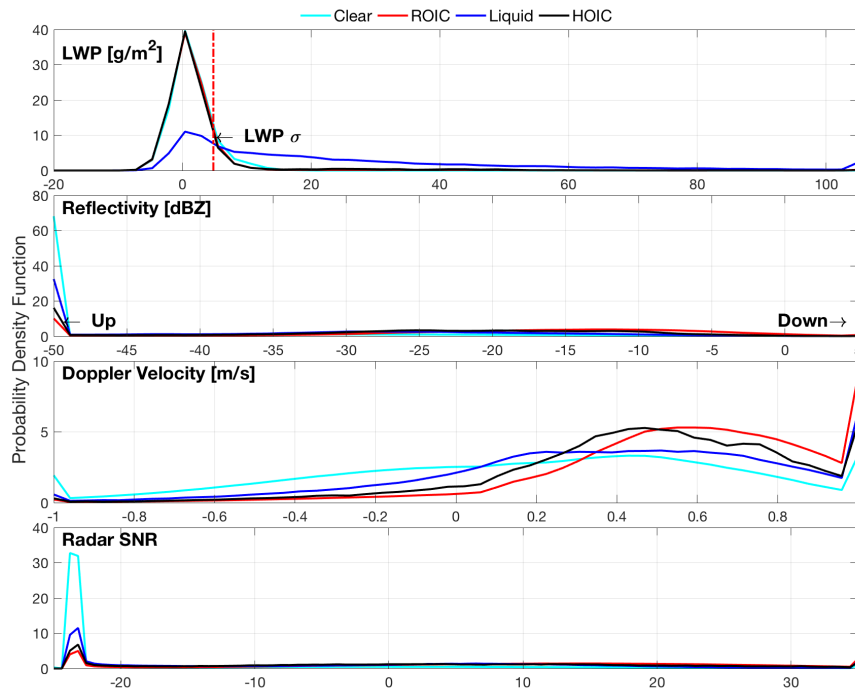 Clear ROIC Liquid HOIC
Probability Density Function
40
30
20
10
0
LWP [g/m²]
LWP σ
-20 0 20 40 60 80 100
80
60
40
20
0
Reflectivity [dBZ]
←Up
Down→
-50 -45 -40 -35 -30 -25 -20 -15 -10 -5 0
10
5
0
Doppler Velocity [m/s]
-1 -0.8 -0.6 -0.4 -0.2 0 0.2 0.4 0.6 0.8
40
30
20
10
0
Radar SNR
-20 -10 0 10 20 30